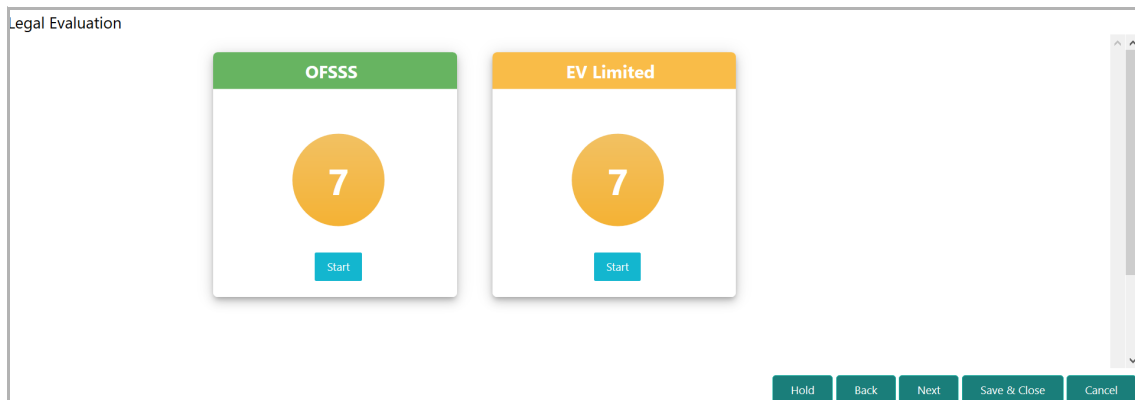 Legal Evaluation
OFSSS
EV Limited
7
7
Start
Start
Hold Back Next Save & Close Cancel